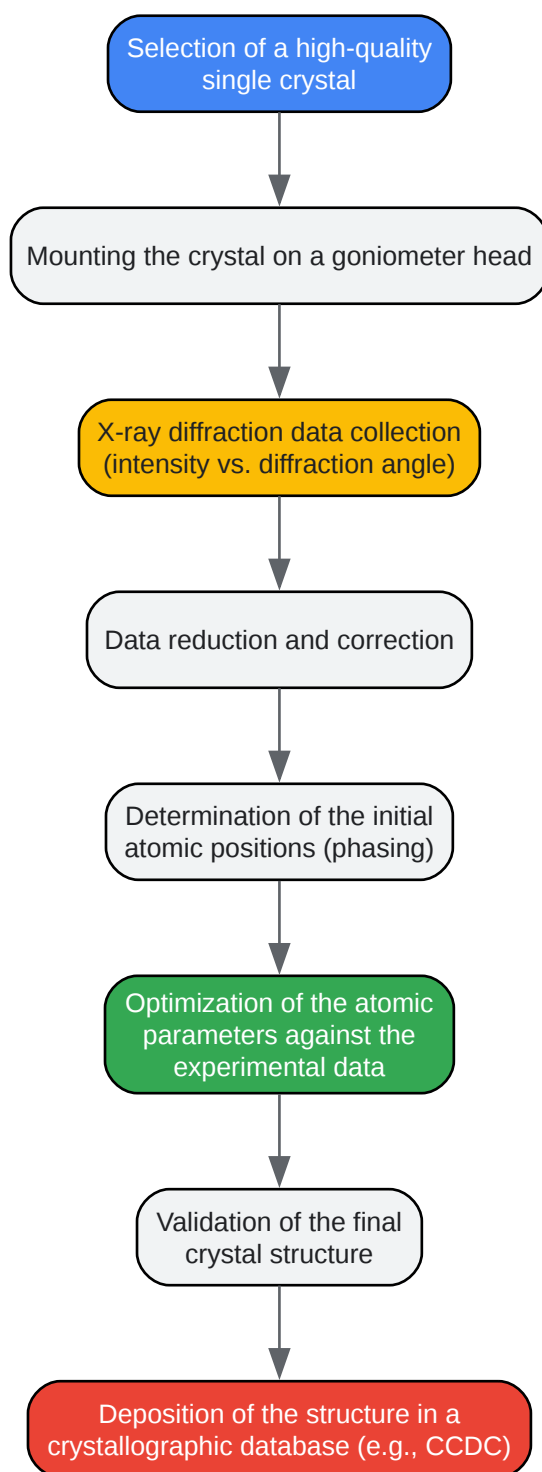 Selection of a high-quality
single crystal
Mounting the crystal on a goniometer head
X-ray diffraction data collection
(intensity vs. diffraction angle)
Data reduction and correction
Determination of the initial
atomic positions (phasing)
Optimization of the atomic
parameters against the
experimental data
Validation of the final
crystal structure
Deposition of the structure in a
crystallographic database (e.g., CCDC)